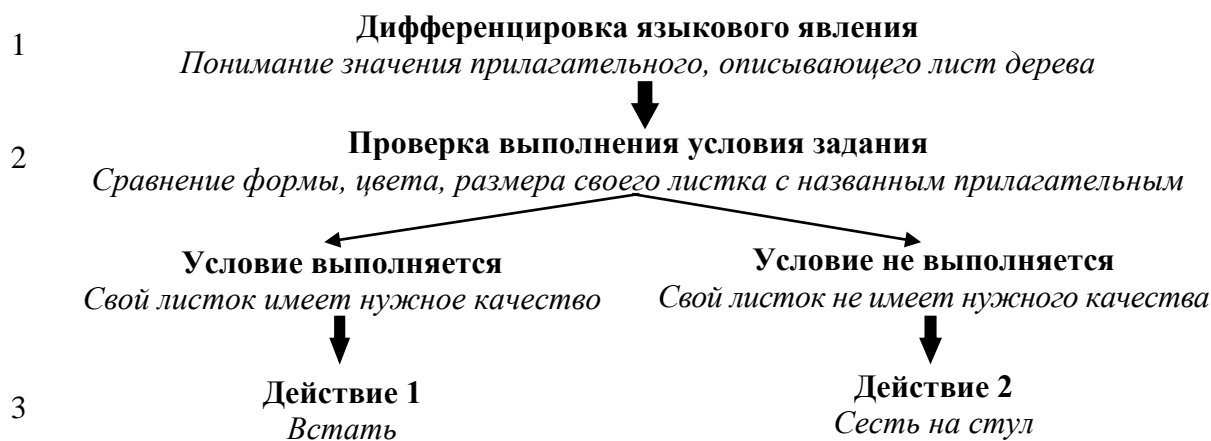 1
Дифференцировка языкового явления
Понимание значения прилагательного, описывающего лист дерева
2
Проверка выполнения условия задания
Сравнение формы, цвета, размера своего листка с названным прилагательным
Условие выполняется
Свой листок имеет нужное качество
Условие не выполняется
Свой листок не имеет нужного качества
3
Действие 1
Встать
Действие 2
Сесть на стул